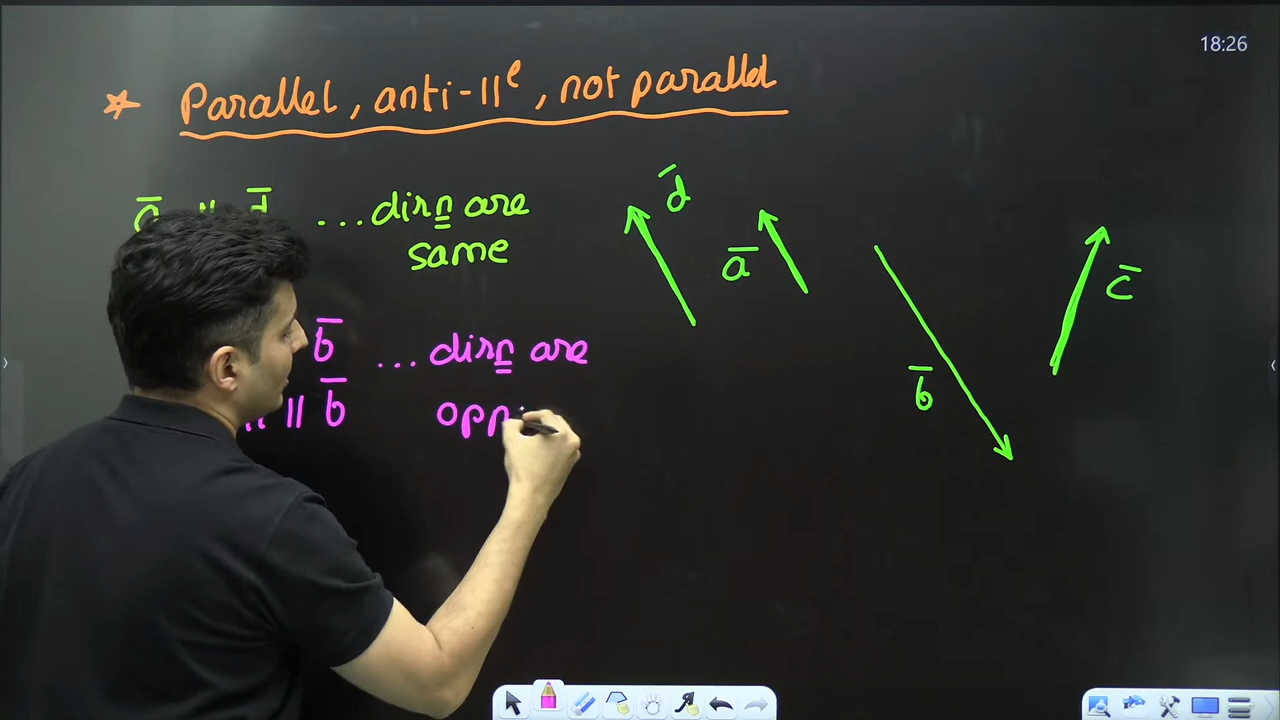 18:26
* Parallel, anti-||ˡ, not parallel
ā || d̄ ...dirn are
same
b̄ ...dirn are
|| b̄ opp
d̄
ā
b̄
c̄